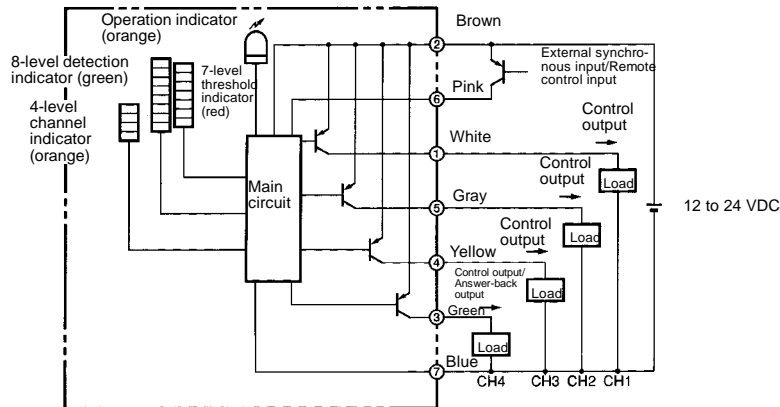 Operation indicator
(orange)
8-level detection
indicator (green)
7-level
threshold
indicator
(red)
4-level
channel
indicator
(orange)
Main
circuit
Brown
2
External synchro-
nous input/Remote
control input
Pink
6
Control
output
White
1
Load
Control
output
Gray
5
Load
12 to 24 VDC
Control
output
Yellow
4
Load
Control output/
Answer-back
output
3
Green
Load
Blue
7
CH4
CH3
CH2
CH1